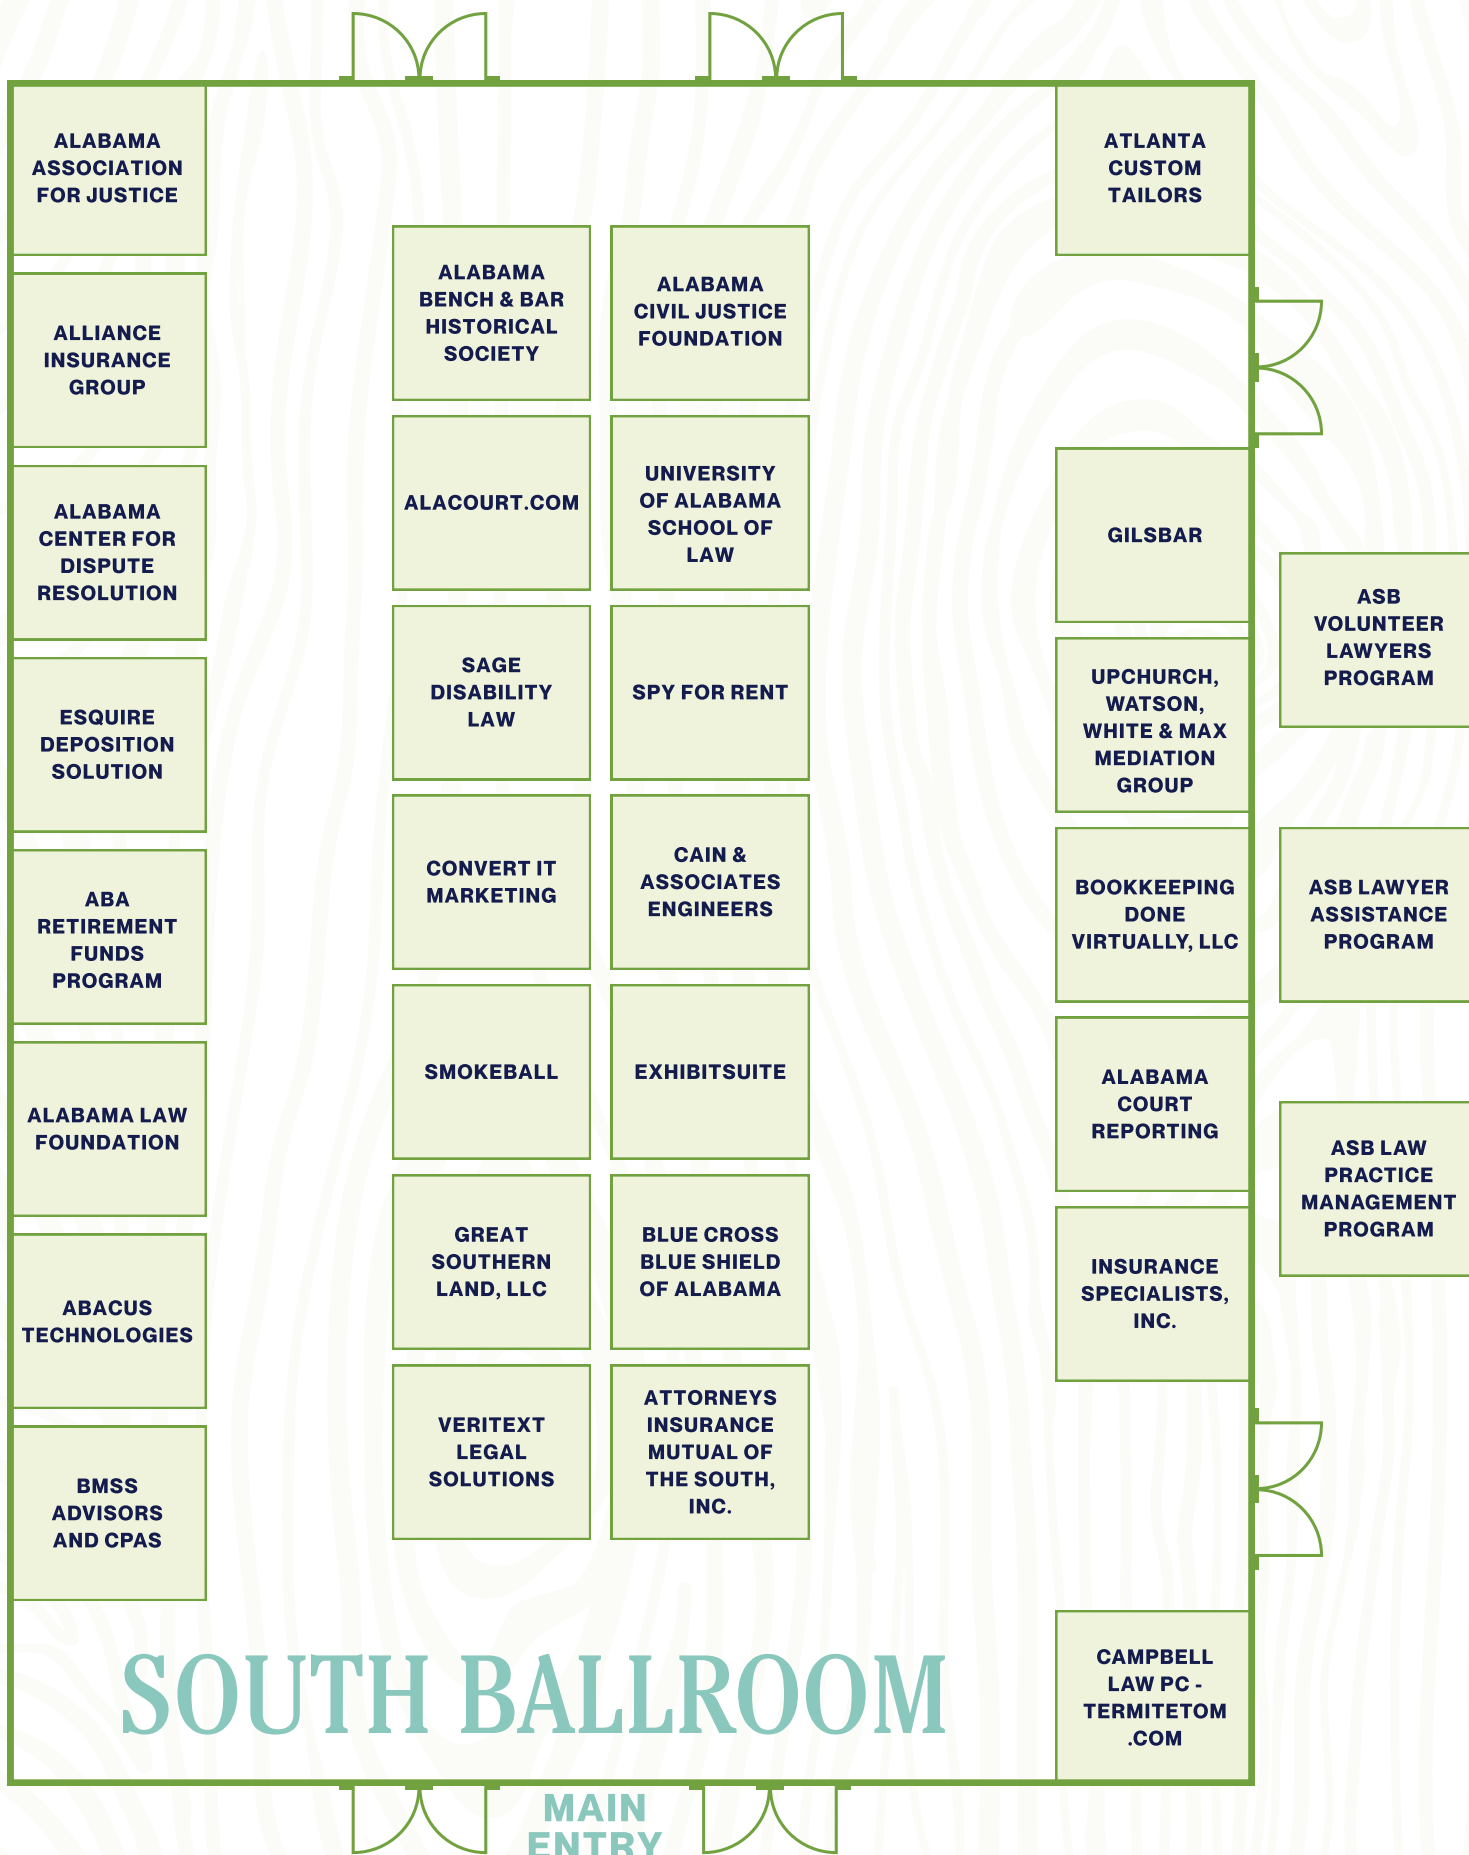 ALABAMA
ASSOCIATION
FOR JUSTICE
ALLIANCE
INSURANCE
GROUP
ALABAMA
CENTER FOR
DISPUTE
RESOLUTION
ESQUIRE
DEPOSITION
SOLUTION
ABA
RETIREMENT
FUNDS
PROGRAM
ALABAMA LAW
FOUNDATION
ABACUS
TECHNOLOGIES
BMSS
ADVISORS
AND CPAS
ALABAMA
BENCH & BAR
HISTORICAL
SOCIETY
ALACOURT.COM
SAGE
DISABILITY
LAW
CONVERT IT
MARKETING
SMOKEBALL
GREAT
SOUTHERN
LAND, LLC
VERITEXT
LEGAL
SOLUTIONS
ALABAMA
CIVIL JUSTICE
FOUNDATION
UNIVERSITY
OF ALABAMA
SCHOOL OF
LAW
SPY FOR RENT
CAIN &
ASSOCIATES
ENGINEERS
EXHIBITSUITE
BLUE CROSS
BLUE SHIELD
OF ALABAMA
ATTORNEYS
INSURANCE
MUTUAL OF
THE SOUTH,
INC.
ATLANTA
CUSTOM
TAILORS
GILSBAR
UPCHURCH,
WATSON,
WHITE & MAX
MEDIATION
GROUP
BOOKKEEPING
DONE
VIRTUALLY, LLC
ALABAMA
COURT
REPORTING
INSURANCE
SPECIALISTS,
INC.
CAMPBELL
LAW PC -
TERMITETOM
.COM
ASB
VOLUNTEER
LAWYERS
PROGRAM
ASB LAWYER
ASSISTANCE
PROGRAM
ASB LAW
PRACTICE
MANAGEMENT
PROGRAM
SOUTH BALLROOM
MAIN
ENTRY